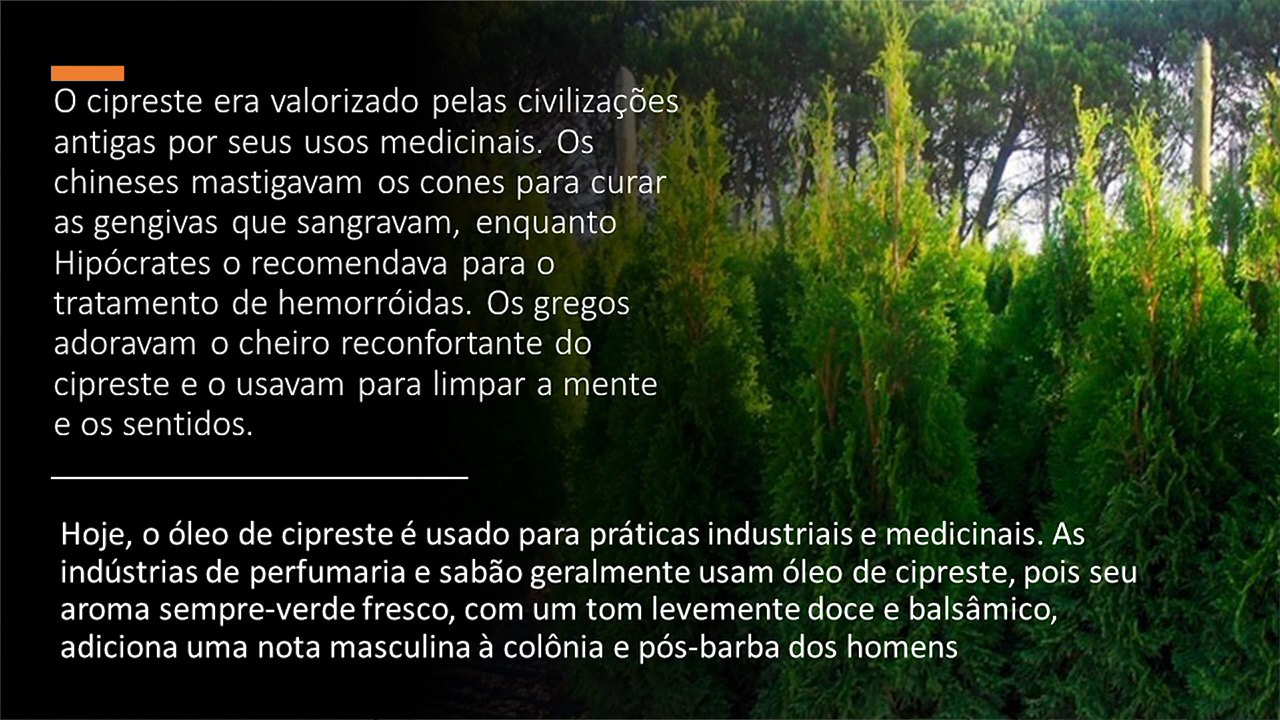 O cipreste era valorizado pelas civilizações
antigas por seus usos medicinais. Os
chineses mastigavam os cones para curar
as gengivas que sangravam, enquanto
Hipócrates o recomendava para o
tratamento de hemorróidas. Os gregos
adoravam o cheiro reconfortante do
cipreste e o usavam para limpar a mente
e os sentidos.
Hoje, o óleo de cipreste é usado para práticas industriais e medicinais. As
indústrias de perfumaria e sabão geralmente usam óleo de cipreste, pois seu
aroma sempre-verde fresco, com um tom levemente doce e balsâmico,
adiciona uma nota masculina à colônia e pós-barba dos homens